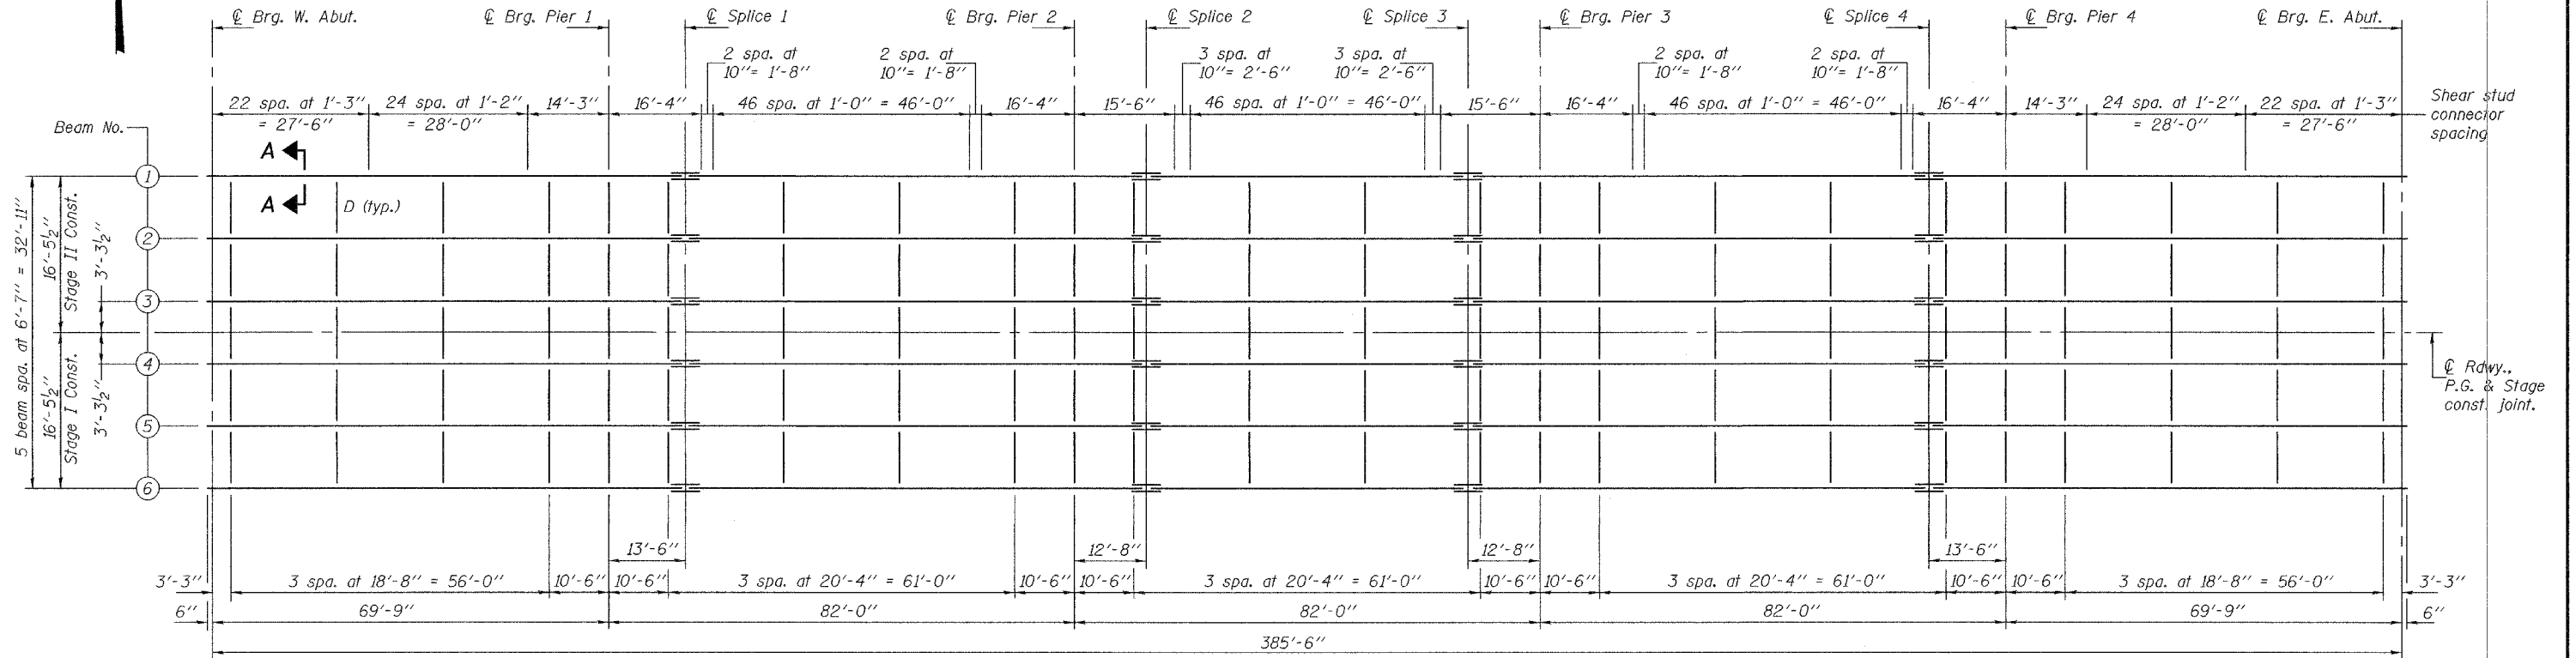 ℄ Brg. W. Abut.
℄ Brg. Pier 1
℄ Splice 1
℄ Brg. Pier 2
℄ Splice 2
℄ Splice 3
℄ Brg. Pier 3
℄ Splice 4
℄ Brg. Pier 4
℄ Brg. E. Abut.
2 spa. at
10"= 1'-8"
2 spa. at
10"= 1'-8"
3 spa. at
10"= 2'-6"
3 spa. at
10"= 2'-6"
2 spa. at
10"= 1'-8"
2 spa. at
10"= 1'-8"
22 spa. at 1'-3"
= 27'-6"
24 spa. at 1'-2"
= 28'-0"
14'-3"
16'-4"
46 spa. at 1'-0" = 46'-0"
16'-4"
15'-6"
46 spa. at 1'-0" = 46'-0"
15'-6"
16'-4"
46 spa. at 1'-0" = 46'-0"
16'-4"
14'-3"
24 spa. at 1'-2"
= 28'-0"
22 spa. at 1'-3"
= 27'-6"
Shear stud
connector
spacing
Beam No.
A
A
D (typ.)
1
2
3
4
5
6
5 beam spa. at 6'-7" = 32'-11"
16'-5½"
Stage II Const.
3'-3½"
16'-5½"
Stage I Const.
3'-3½"
℄ Rdwy.,
P.G. & Stage
const. joint.
13'-6"
12'-8"
12'-8"
13'-6"
3'-3"
3 spa. at 18'-8" = 56'-0"
10'-6"
10'-6"
3 spa. at 20'-4" = 61'-0"
10'-6"
10'-6"
3 spa. at 20'-4" = 61'-0"
10'-6"
10'-6"
3 spa. at 20'-4" = 61'-0"
10'-6"
10'-6"
3 spa. at 18'-8" = 56'-0"
3'-3"
6"
69'-9"
82'-0"
82'-0"
82'-0"
69'-9"
6"
385'-6"